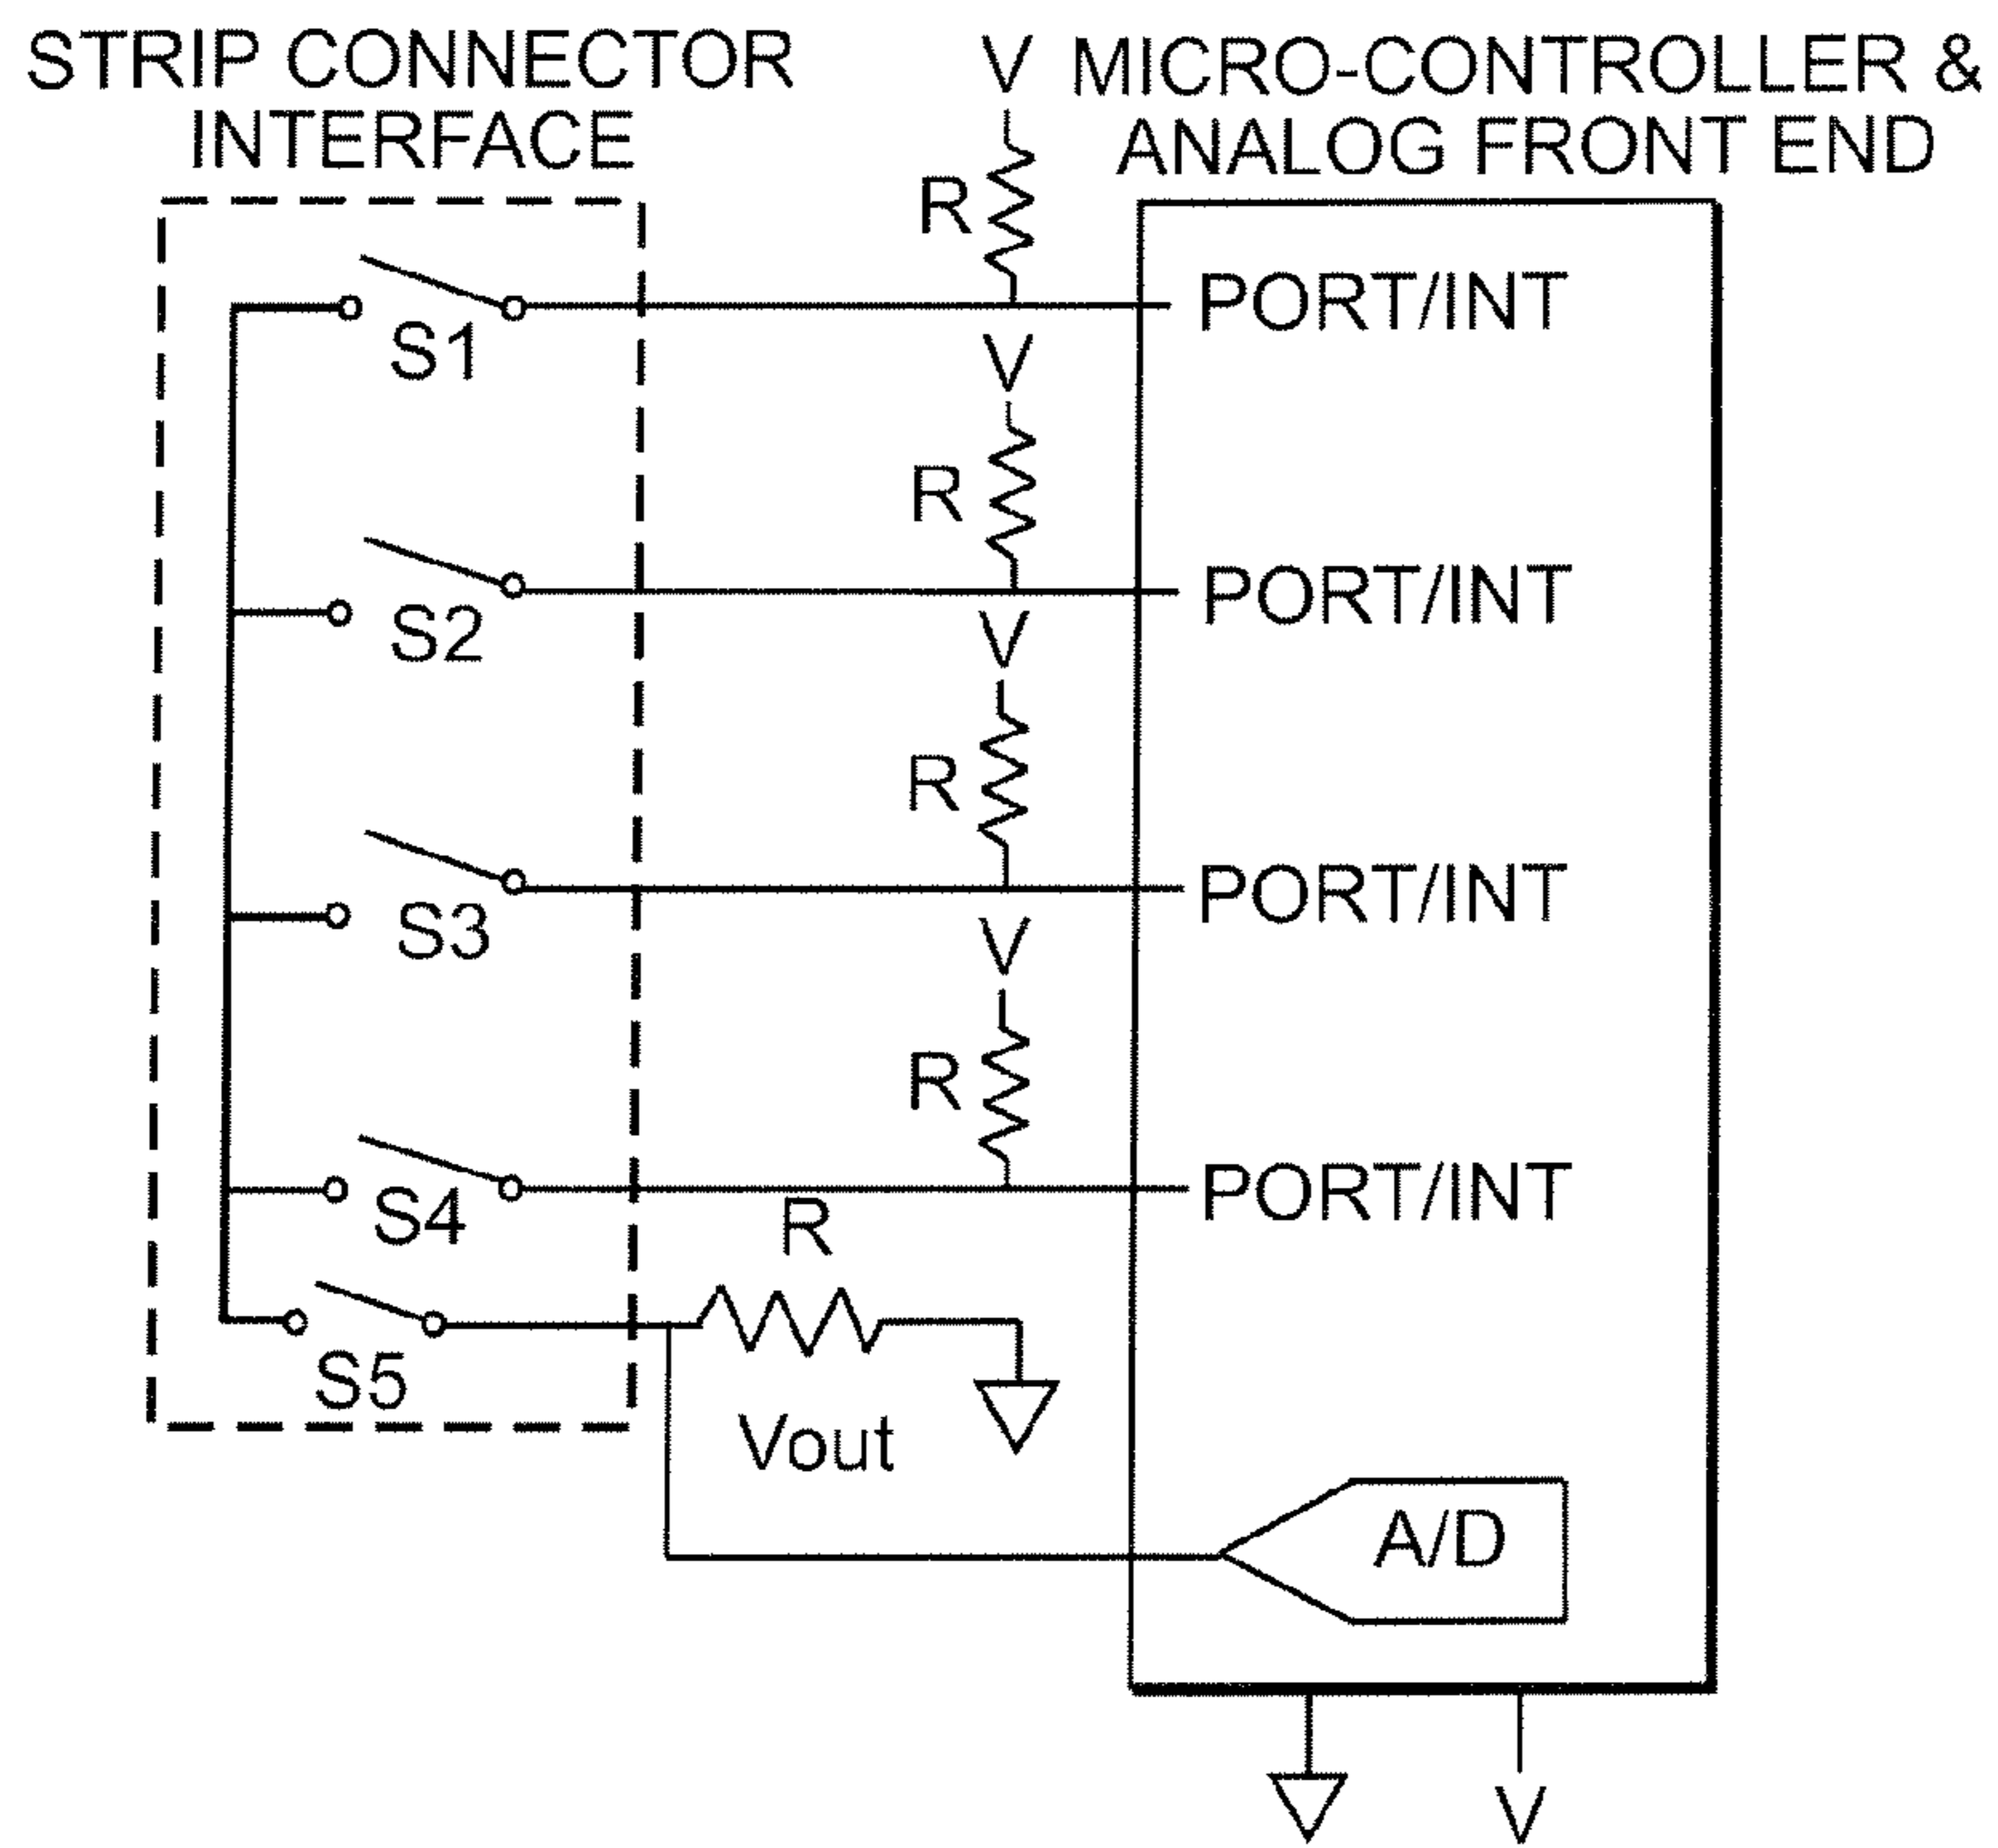 STRIP CONNECTOR
INTERFACE
V
MICRO-CONTROLLER &
ANALOG FRONT END
R
S1
PORT/INT
V
R
S2
PORT/INT
V
R
S3
PORT/INT
V
R
S4
PORT/INT
R
S5
Vout
A/D
V